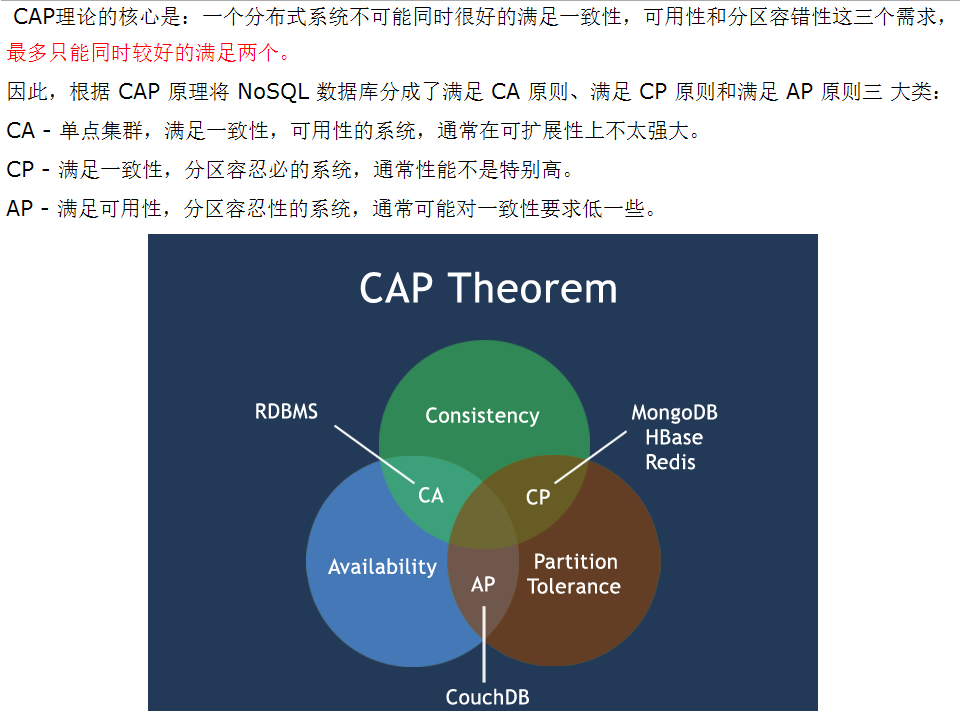 CAP理论的核心是：一个分布式系统不可能同时很好的满足一致性，可用性和分区容错性这三个需求，
最多只能同时较好的满足两个。
因此，根据 CAP 原理将 NoSQL 数据库分成了满足 CA 原则、满足 CP 原则和满足 AP 原则三 大类：
CA - 单点集群，满足一致性，可用性的系统，通常在可扩展性上不太强大。
CP - 满足一致性，分区容忍必的系统，通常性能不是特别高。
AP - 满足可用性，分区容忍性的系统，通常可能对一致性要求低一些。
CAP Theorem
RDBMS
Consistency
MongoDB
HBase
Redis
CA
CP
Availability
Partition
Tolerance
AP
CouchDB